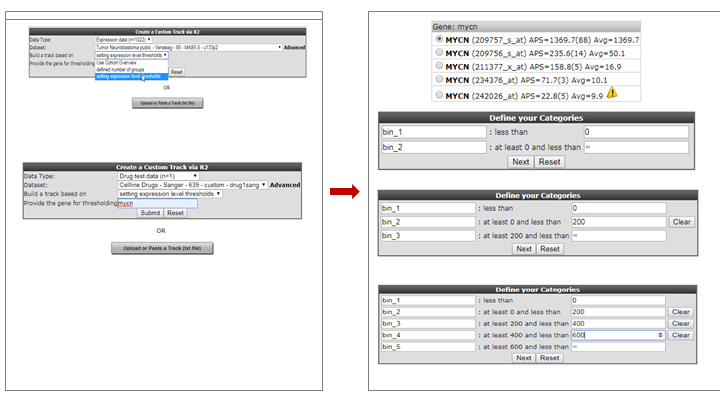 Create a Custom Track via R2
Data Type: Expression data (n=1022)
Dataset: Tumor Neuroblastoma public - Versteeg - 88 - MAS5.0 - u133p2 Advanced
Build a track based on setting expression level thresholds
Use Cohort Overview
Provide the gene for thresholding defined number of groups
setting expression level thresholds
Reset
OR
Upload or Paste a Track (txt file)
Create a Custom Track via R2
Data Type: Drug test data (n=1)
Dataset: Cellline Drugs - Sanger - 639 - custom - drug1sang Advanced
Build a track based on setting expression level thresholds
Provide the gene for thresholding mycn
Submit Reset
OR
Upload or Paste a Track (txt file)
Gene: mycn
MYCN (209757_s_at) APS=1369.7(88) Avg=1369.7
MYCN (209756_s_at) APS=235.6(14) Avg=50.1
MYCN (211377_x_at) APS=158.8(5) Avg=16.9
MYCN (234376_at) APS=71.7(3) Avg=10.1
MYCN (242026_at) APS=22.8(5) Avg=9.9
Define your Categories
bin_1 : less than 0
bin_2 : at least 0 and less than ∞
Next Reset
Define your Categories
bin_1 : less than 0
bin_2 : at least 0 and less than 200 Clear
bin_3 : at least 200 and less than ∞
Next Reset
Define your Categories
bin_1 : less than 0
bin_2 : at least 0 and less than 200 Clear
bin_3 : at least 200 and less than 400 Clear
bin_4 : at least 400 and less than 600 Clear
bin_5 : at least 600 and less than ∞
Next Reset